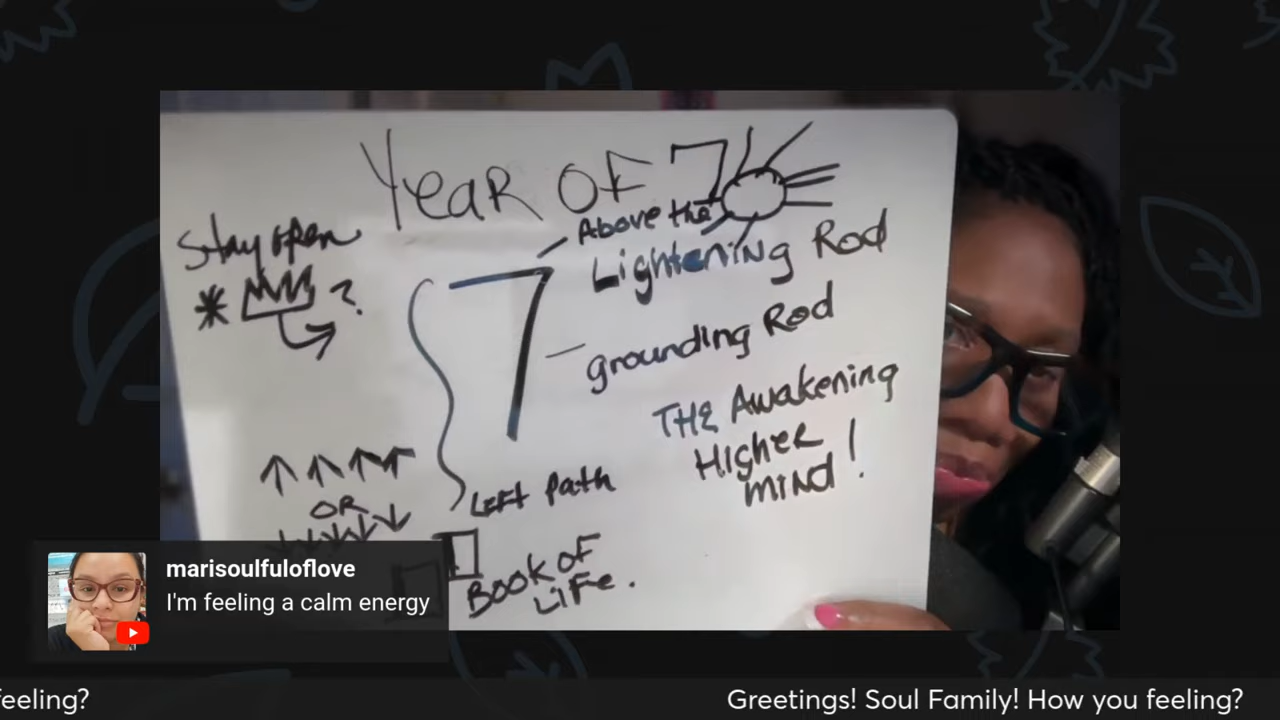 Year of 7
Above the
Lightening Rod
Stay open
* ?
7
grounding Rod
THE Awakening
Higher
mind!
OR
Left Path
Book of
Life.
marisoulfuloflove
I'm feeling a calm energy
feeling?
Greetings! Soul Family! How you feeling?